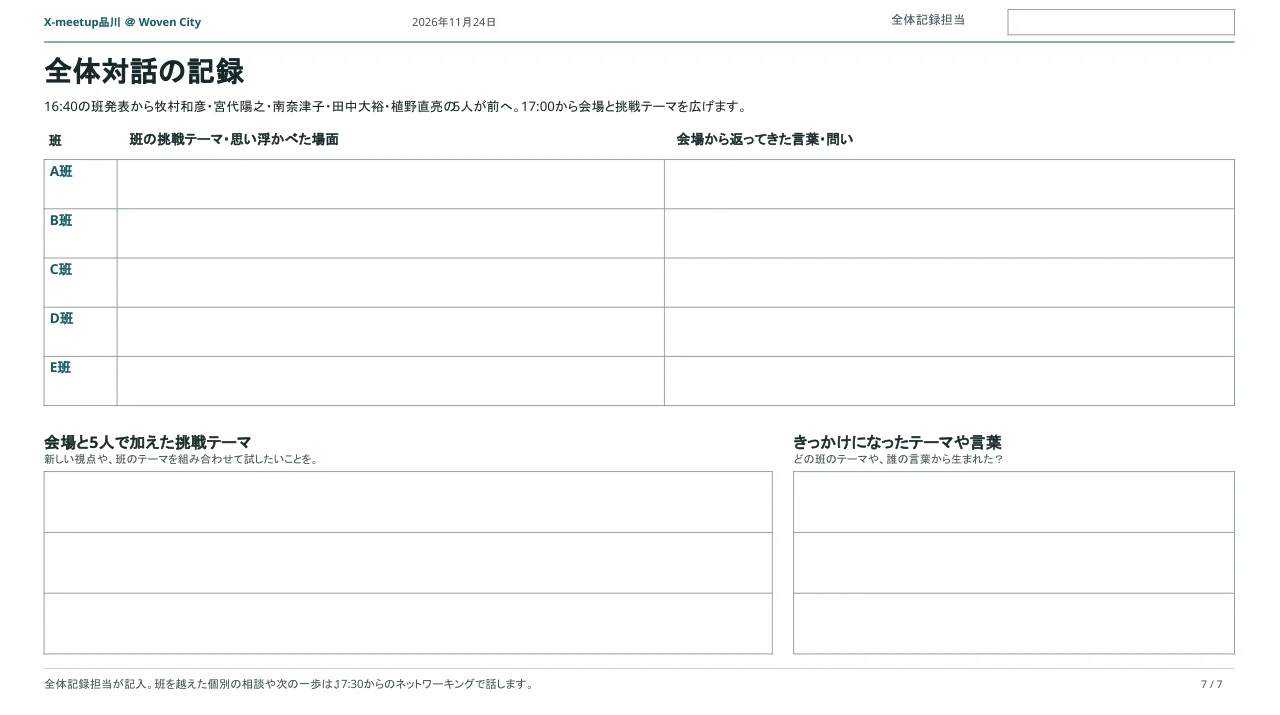 X-meetup品川 @ Woven City
2026年11月24日
全体記録担当
全体対話の記録
16:40の班発表から牧村和彦・宮代陽之・南奈津子・田中大裕・植野直亮の5人が前へ。17:00から会場と挑戦テーマを広げます。
班
班の挑戦テーマ・思い浮かべた場面
会場から返ってきた言葉・問い
A班
B班
C班
D班
E班
会場と5人で加えた挑戦テーマ
新しい視点や、班のテーマを組み合わせて試したいことを。
きっかけになったテーマや言葉
どの班のテーマや、誰の言葉から生まれた？
全体記録担当が記入。班を越えた個別の相談や次の一歩は、17:30からのネットワーキングで話します。
7 / 7